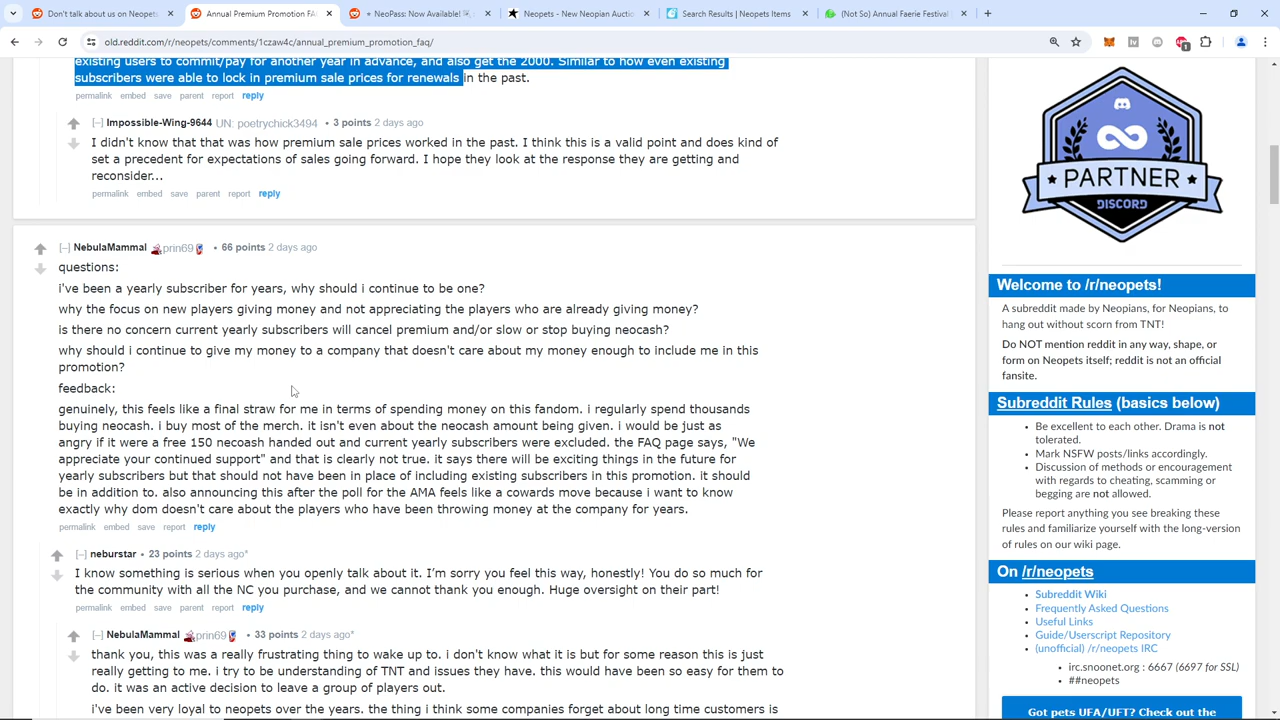 Don't talk about us on Neopets
Annual Premium Promotion FA
NeoPass: Now Available!
Neopets - New Neopian Auctio
Search Results | Neopets Items
(Not So) Annual Faerie Festival
old.reddit.com/r/neopets/comments/1czaw4c/annual_premium_promotion_faq/
existing users to commit/pay for another year in advance, and also get the 2000. Similar to how even existing
subscribers were able to lock in premium sale prices for renewals in the past.
permalink embed save parent report reply
[–] Impossible-Wing-9644 UN: poetrychick3494 • 3 points 2 days ago
I didn't know that that was how premium sale prices worked in the past. I think this is a valid point and does kind of
set a precedent for expectations of sales going forward. I hope they look at the response they are getting and
reconsider...
permalink embed save parent report reply
[–] NebulaMammal prin69 • 66 points 2 days ago
questions:
i've been a yearly subscriber for years, why should i continue to be one?
why the focus on new players giving money and not appreciating the players who are already giving money?
is there no concern current yearly subscribers will cancel premium and/or slow or stop buying neocash?
why should i continue to give my money to a company that doesn't care about my money enough to include me in this
promotion?
feedback:
genuinely, this feels like a final straw for me in terms of spending money on this fandom. i regularly spend thousands
buying neocash. i buy most of the merch. it isn't even about the neocash amount being given. i would be just as
angry if it were a free 150 necoash handed out and current yearly subscribers were excluded. the FAQ page says, "We
appreciate your continued support" and that is clearly not true. it says there will be exciting things in the future for
yearly subscribers but that should not have been in place of including existing subscribers in this promotion. it should
be in addition to. also announcing this after the poll for the AMA feels like a cowards move because i want to know
exactly why dom doesn't care about the players who have been throwing money at the company for years.
permalink embed save report reply
[–] neburstar • 23 points 2 days ago*
I know something is serious when you openly talk about it. I'm sorry you feel this way, honestly! You do so much for
the community with all the NC you purchase, and we cannot thank you enough. Huge oversight on their part!
permalink embed save parent report reply
[–] NebulaMammal prin69 • 33 points 2 days ago*
thank you, this was a really frustrating thing to wake up to. i don't know what it is but for some reason this is just
really getting to me. i try to be understanding of TNT and issues they have. this would have been so easy for them to
do. it was an active decision to leave a group of players out.
i've been very loyal to neopets over the years. the thing i think some companies forget about long time customers is
PARTNER
DISCORD
Welcome to /r/neopets!
A subreddit made by Neopians, for Neopians, to
hang out without scorn from TNT!
Do NOT mention reddit in any way, shape, or
form on Neopets itself; reddit is not an official
fansite.
Subreddit Rules (basics below)
Be excellent to each other. Drama is not
tolerated.
Mark NSFW posts/links accordingly.
Discussion of methods or encouragement
with regards to cheating, scamming or
begging are not allowed.
Please report anything you see breaking these
rules and familiarize yourself with the long-version
of rules on our wiki page.
On /r/neopets
Subreddit Wiki
Frequently Asked Questions
Useful Links
Guide/Userscript Repository
(unofficial) /r/neopets IRC
irc.snoonet.org : 6667 (6697 for SSL)
##neopets
Got pets UFA/UFT? Check out the